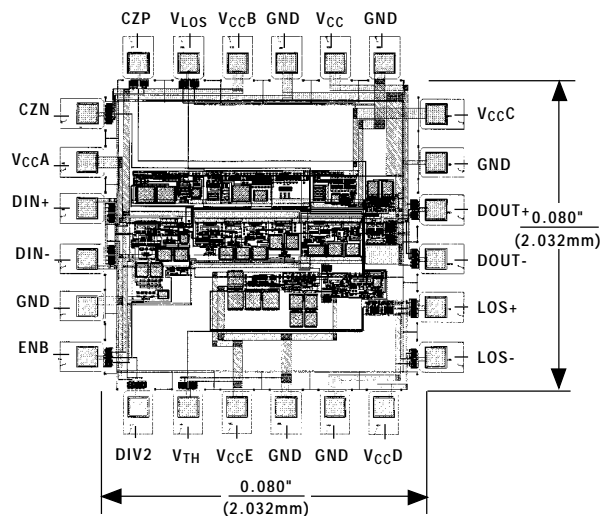 CZP VLOS VCCB GND VCC GND
CZN
VCCA
DIN+
DIN-
GND
ENB
VCCC
GND
DOUT+
DOUT-
LOS+
LOS-
0.080"
(2.032mm)
DIV2 VTH VCCE GND GND VCCD
0.080"
(2.032mm)